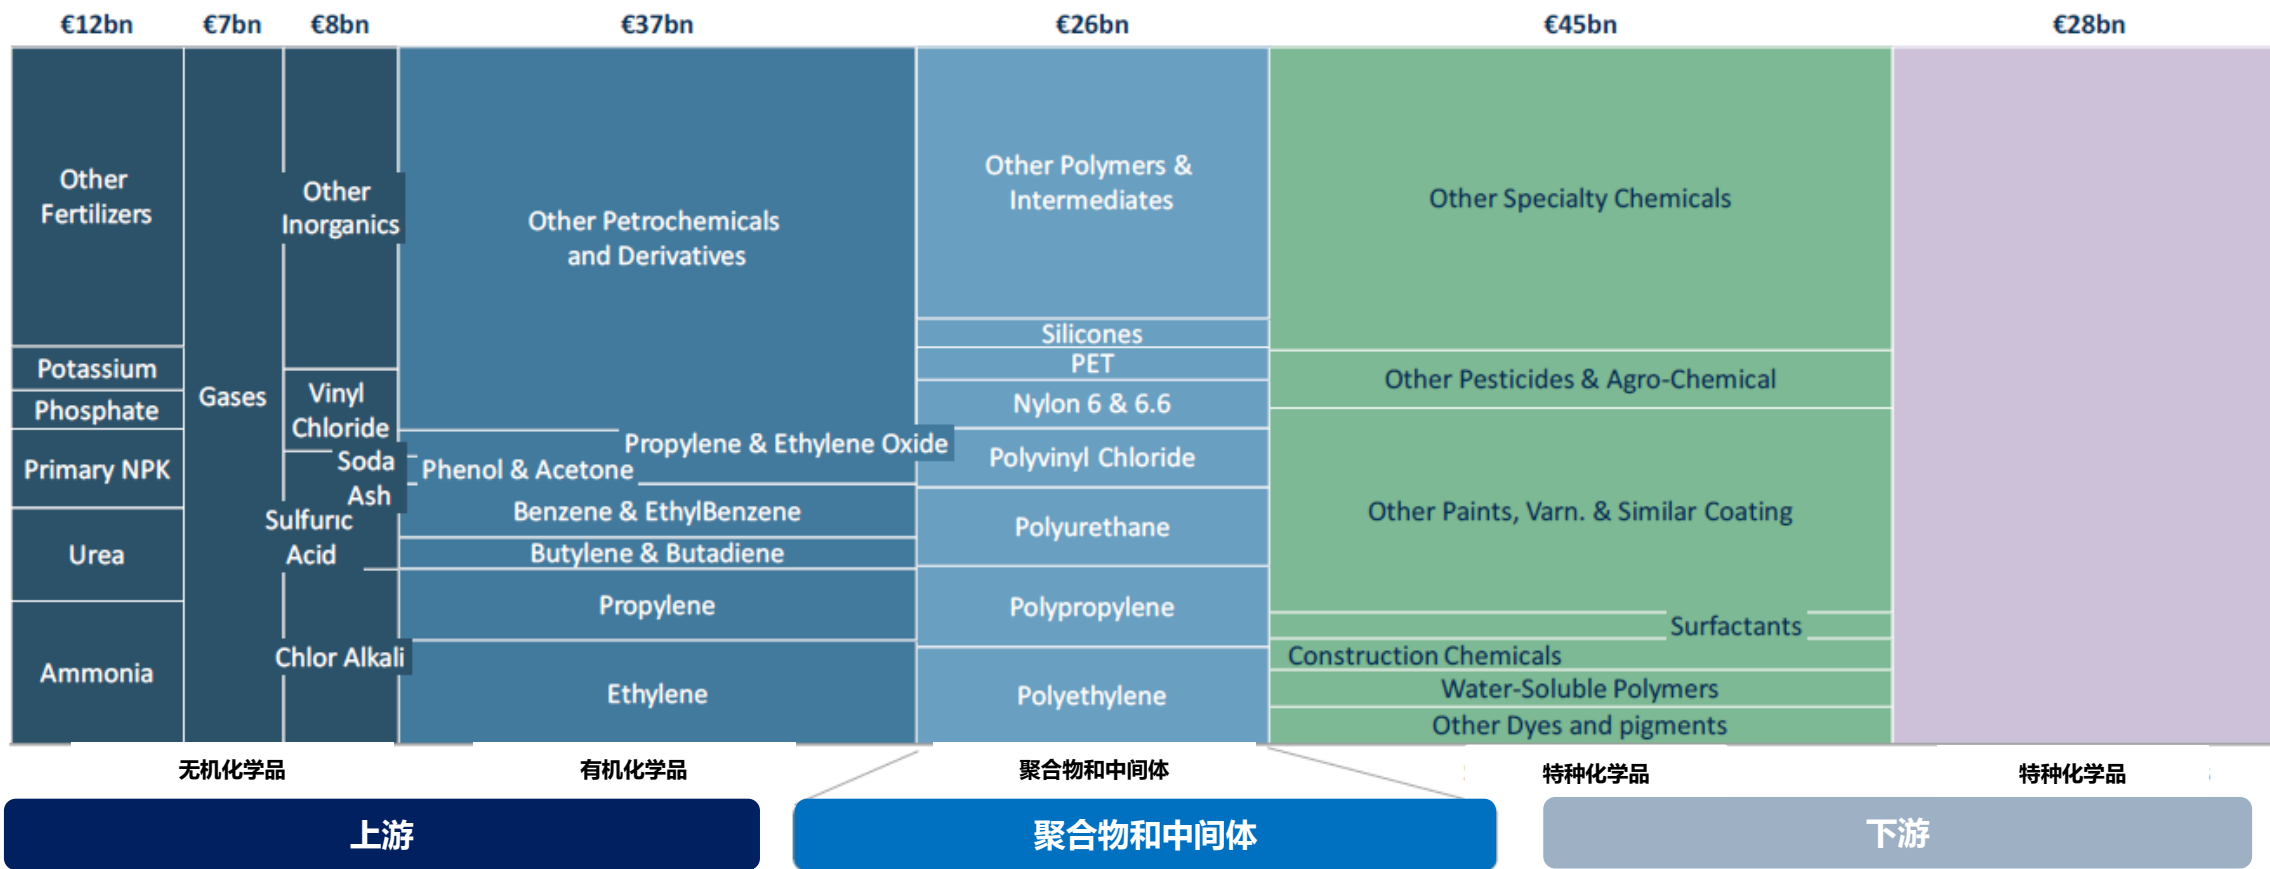 €12bn
€7bn
€8bn
€37bn
€26bn
€45bn
€28bn
Other
Fertilizers
Potassium
Phosphate
Primary NPK
Urea
Ammonia
Gases
Other
Inorganics
Vinyl
Chloride
Soda
Ash
Sulfuric
Acid
Chlor Alkali
Other Petrochemicals
and Derivatives
Propylene & Ethylene Oxide
Phenol & Acetone
Benzene & EthylBenzene
Butylene & Butadiene
Propylene
Ethylene
Other Polymers &
Intermediates
Silicones
PET
Nylon 6 & 6.6
Polyvinyl Chloride
Polyurethane
Polypropylene
Polyethylene
Other Specialty Chemicals
Other Pesticides & Agro-Chemical
Other Paints, Varn. & Similar Coating
Surfactants
Construction Chemicals
Water-Soluble Polymers
Other Dyes and pigments
无机化学品
有机化学品
聚合物和中间体
特种化学品
特种化学品
上游
聚合物和中间体
下游